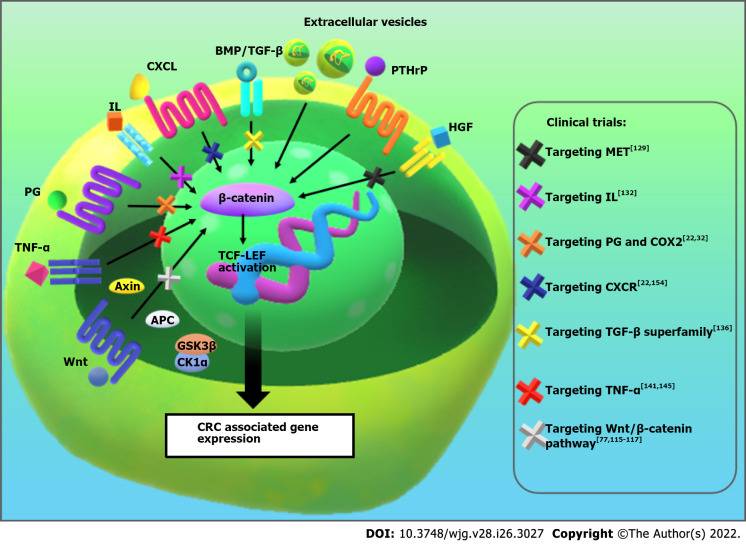 Extracellular vesicles
BMP/TGF-β
CXCL
PTHrP
IL
HGF
PG
TNF-α
Wnt
β-catenin
TCF-LEF
activation
Axin
APC
GSK3β
CK1α
CRC associated gene
expression
Clinical trials:
Targeting MET[129]
Targeting IL[132]
Targeting PG and COX2[22,32]
Targeting CXCR[22,154]
Targeting TGF-β superfamily[136]
Targeting TNF-α[141,145]
Targeting Wnt/β-catenin
pathway[77,115-117]
DOI: 10.3748/wjg.v28.i26.3027 Copyright ©The Author(s) 2022.